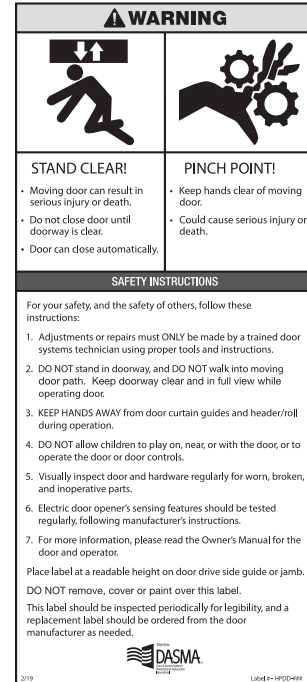 WARNING
STAND CLEAR!
• Moving door can result in
serious injury or death.
• Do not close door until
doorway is clear.
• Door can close automatically.
PINCH POINT!
• Keep hands clear of moving
door.
• Could cause serious injury or
death.
SAFETY INSTRUCTIONS
For your safety, and the safety of others, follow these
instructions:
1. Adjustments or repairs must ONLY be made by a trained door
systems technician using proper tools and instructions.
2. DO NOT stand in doorway, and DO NOT walk into moving
door path. Keep doorway clear and in full view while
operating door.
3. KEEP HANDS AWAY from door curtain guides and header/roll
during operation.
4. DO NOT allow children to play on, near, or with the door, or to
operate the door or door controls.
5. Visually inspect door and hardware regularly for worn, broken,
and inoperative parts.
6. Electric door opener's sensing features should be tested
regularly, following manufacturer's instructions.
7. For more information, please read the Owner's Manual for the
door and operator.
Place label at a readable height on door drive side guide or jamb.
DO NOT remove, cover or paint over this label.
This label should be inspected periodically for legibility, and a
replacement label should be ordered from the door
manufacturer as needed.
Member
DASMA
2/19
Label #- HPDD-###